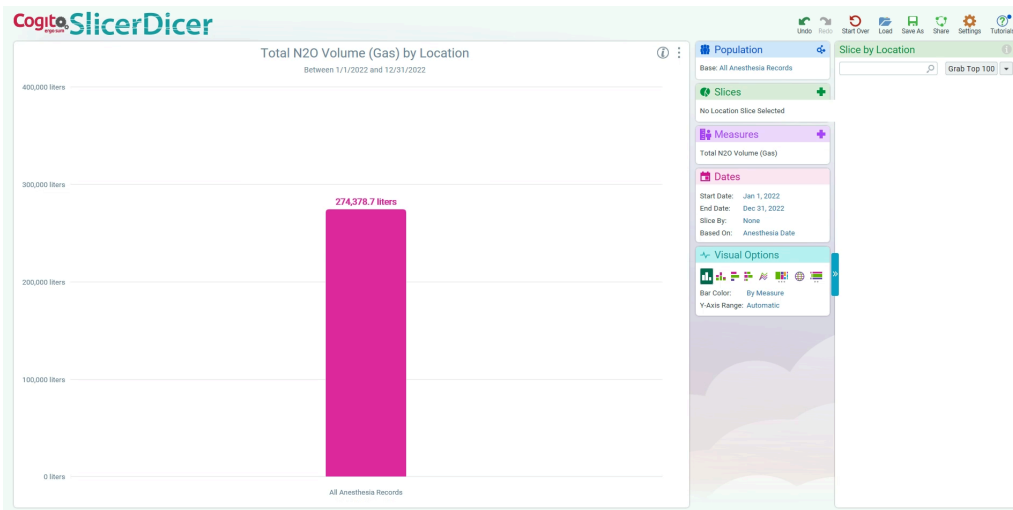 Cogito ergo sum SlicerDicer
Undo Redo Start Over Load Save As Share Settings Tutorials
Total N2O Volume (Gas) by Location
Between 1/1/2022 and 12/31/2022
400,000 liters
300,000 liters
274,378.7 liters
200,000 liters
100,000 liters
0 liters
All Anesthesia Records
Population
Base: All Anesthesia Records
Slices
No Location Slice Selected
Measures
Total N2O Volume (Gas)
Dates
Start Date: Jan 1, 2022
End Date: Dec 31, 2022
Slice By: None
Based On: Anesthesia Date
Visual Options
Bar Color: By Measure
Y-Axis Range: Automatic
Slice by Location
Grab Top 100